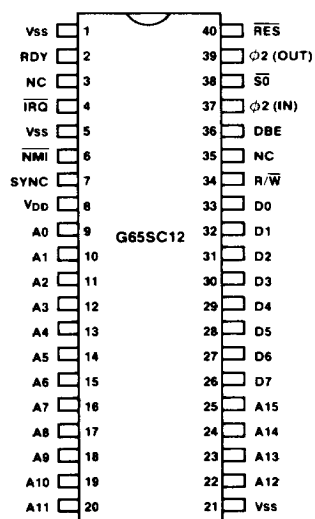 Vss 1 40 R̅E̅S̅
RDY 2 39 ϕ2 (OUT)
NC 3 38 S̅0̅
I̅R̅Q̅ 4 37 ϕ2 (IN)
Vss 5 36 DBE
N̅M̅I̅ 6 35 NC
SYNC 7 34 R/W̅
VDD 8 33 D0
A0 9 32 D1
G65SC12
A1 10 31 D2
A2 11 30 D3
A3 12 29 D4
A4 13 28 D5
A5 14 27 D6
A6 15 26 D7
A7 16 25 A15
A8 17 24 A14
A9 18 23 A13
A10 19 22 A12
A11 20 21 Vss